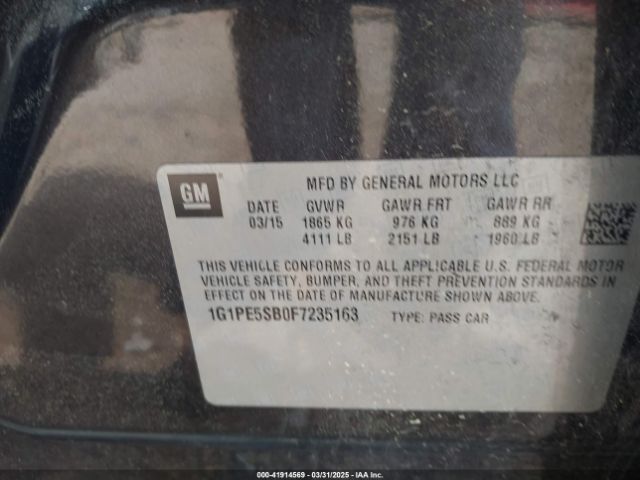 GM
MFD BY GENERAL MOTORS LLC
DATE GVWR GAWR FRT GAWR RR
03/15 1865 KG 976 KG 889 KG
4111 LB 2151 LB 1960 LB
THIS VEHICLE CONFORMS TO ALL APPLICABLE U.S. FEDERAL MOTOR
VEHICLE SAFETY, BUMPER, AND THEFT PREVENTION STANDARDS IN
EFFECT ON THE DATE OF MANUFACTURE SHOWN ABOVE.
1G1PE5SB0F7235163 TYPE: PASS CAR
000-41914569 - 03/31/2025 - IAA Inc.